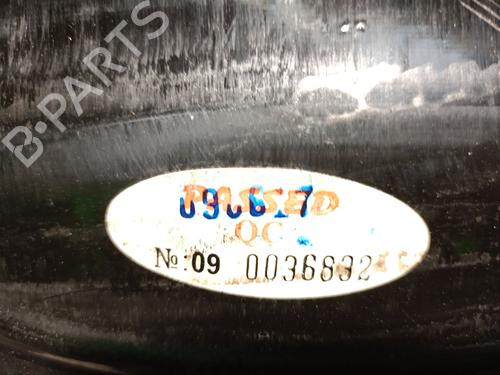 B-PARTS
PASSED
QC
№:09 0036832